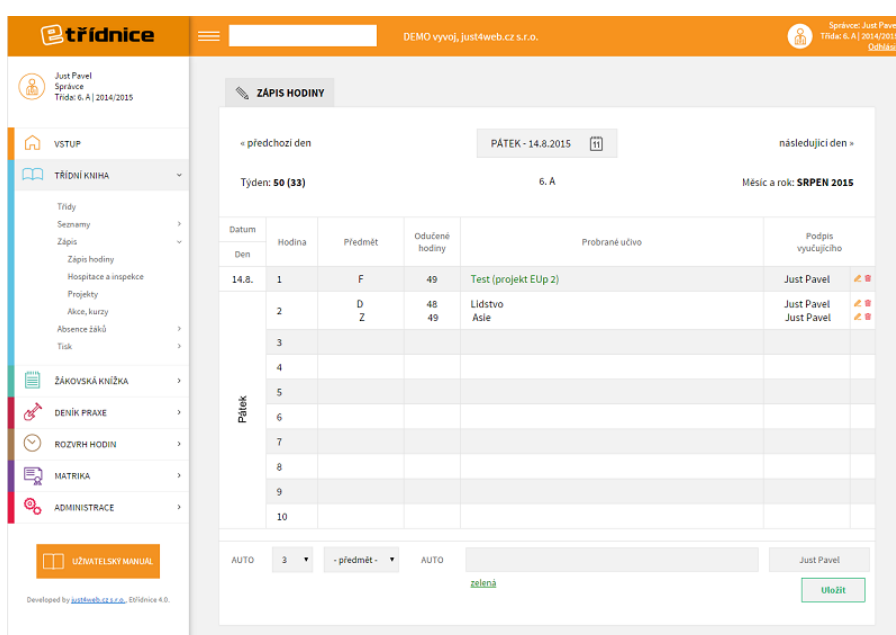 etřídnice
DEMO vyvoj, just4web.cz s.r.o.
Správce: Just Pave
Třída: 6. A | 2014/2015
Odhlási
Just Pavel
Správce
Třída: 6. A | 2014/2015
VSTUP
TŘÍDNÍ KNIHA
Třídy
Seznamy
Zápis
Zápis hodiny
Hospitace a inspekce
Projekty
Akce, kurzy
Absence žáků
Tisk
ŽÁKOVSKÁ KNÍŽKA
DENÍK PRAXE
ROZVRH HODIN
MATRIKA
ADMINISTRACE
UŽIVATELSKÝ MANUÁL
Developed by just4web.cz s.r.o., Etřídnice 4.0.
ZÁPIS HODINY
« předchozí den
PÁTEK - 14.8.2015
11
následující den »
Týden: 50 (33)
6. A
Měsíc a rok: SRPEN 2015
Datum
Den
Hodina
Předmět
Odučené
hodiny
Probrané učivo
Podpis
vyučujícího
14.8. 1 F 49 Test (projekt EUp 2) Just Pavel
Pátek
2
D 48 Lidstvo Just Pavel
Z 49 Asie Just Pavel
3
4
5
6
7
8
9
10
AUTO 3 - předmět - AUTO Just Pavel
zelená
Uložit